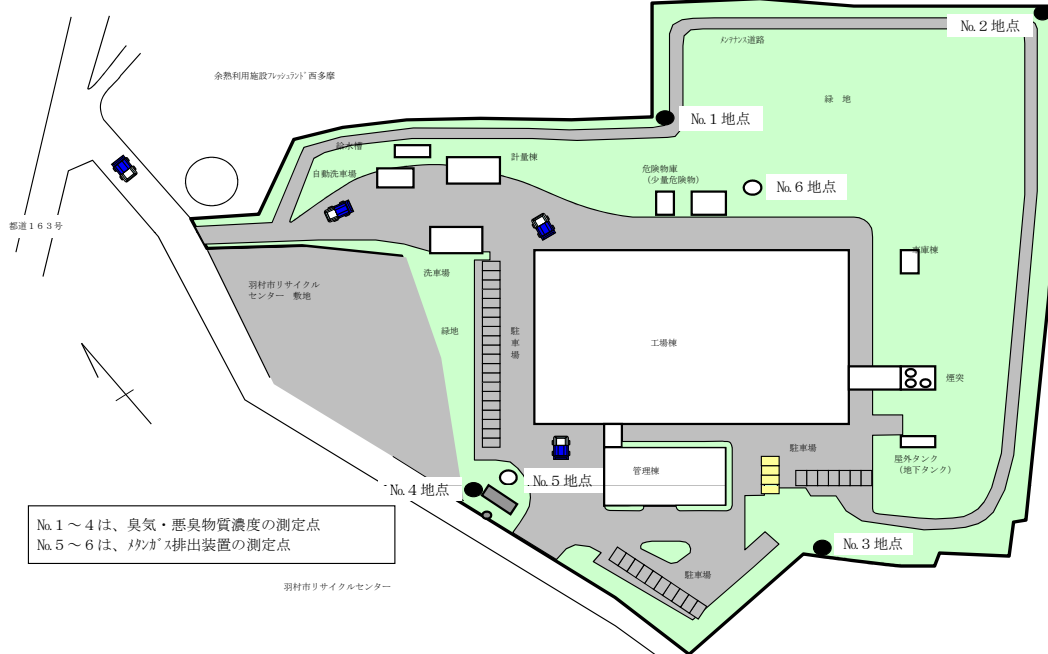 No.2 地点
メンテナンス道路
余熱利用施設フレッシュランド西多摩
緑 地
No.1 地点
給水槽
計量棟
自動洗車場
危険物庫
(少量危険物)
No.6 地点
都道163号
車庫棟
洗車場
羽村市リサイクル
センター 敷地
緑地
駐車場
工場棟
煙突
駐車場
屋外タンク
(地下タンク)
管理棟
No.5 地点
No.4 地点
No.1～4は、臭気・悪臭物質濃度の測定点
No.5～6は、メタンガス排出装置の測定点
No.3 地点
駐車場
羽村市リサイクルセンター